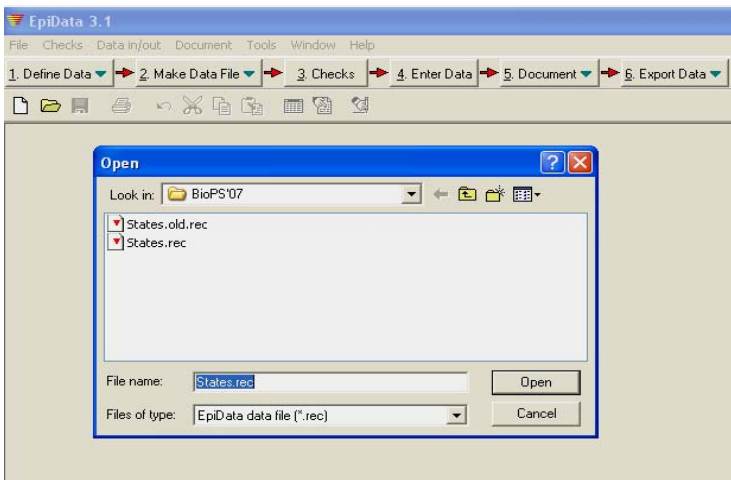 EpiData 3.1
File Checks Data in/out Document Tools Window Help
1. Define Data 2. Make Data File 3. Checks 4. Enter Data 5. Document 6. Export Data
Open
Look in: BioPS'07
States.old.rec
States.rec
File name: States.rec Open
Files of type: EpiData data file (*.rec) Cancel